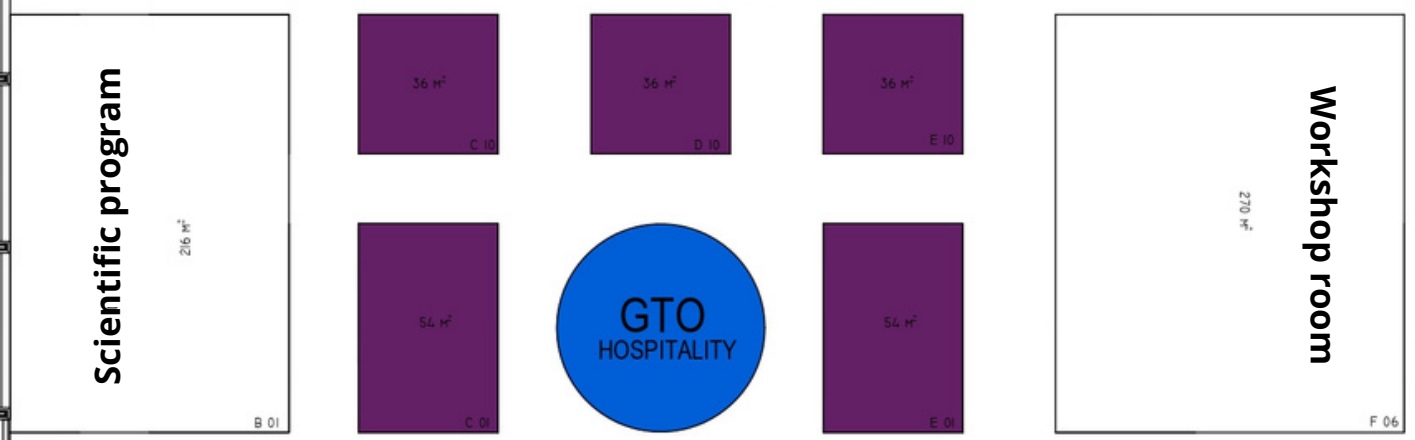 Scientific program
216 M²
B 01
36 M²
C 10
36 M²
D 10
36 M²
E 10
54 M²
C 01
GTO
HOSPITALITY
54 M²
E 01
270 M²
Workshop room
F 06